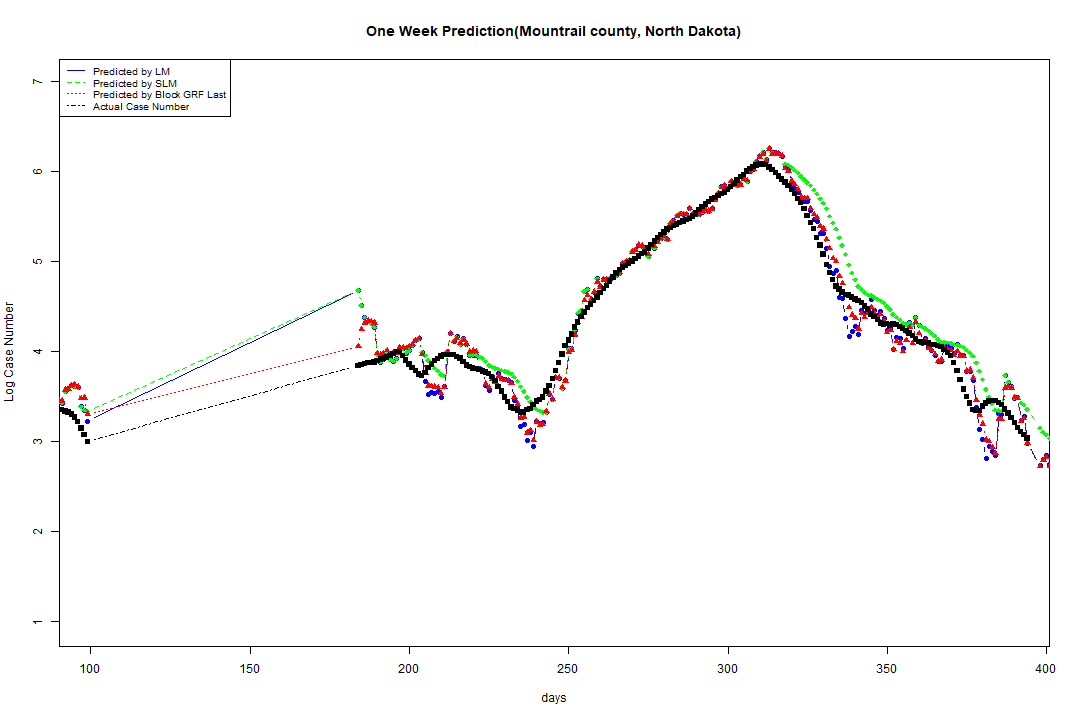 One Week Prediction(Mountrail county, North Dakota)
Predicted by LM
Predicted by SLM
Predicted by Block GRF Last
Actual Case Number
7
6
5
4
3
2
1
Log Case Number
100 150 200 250 300 350 400
days